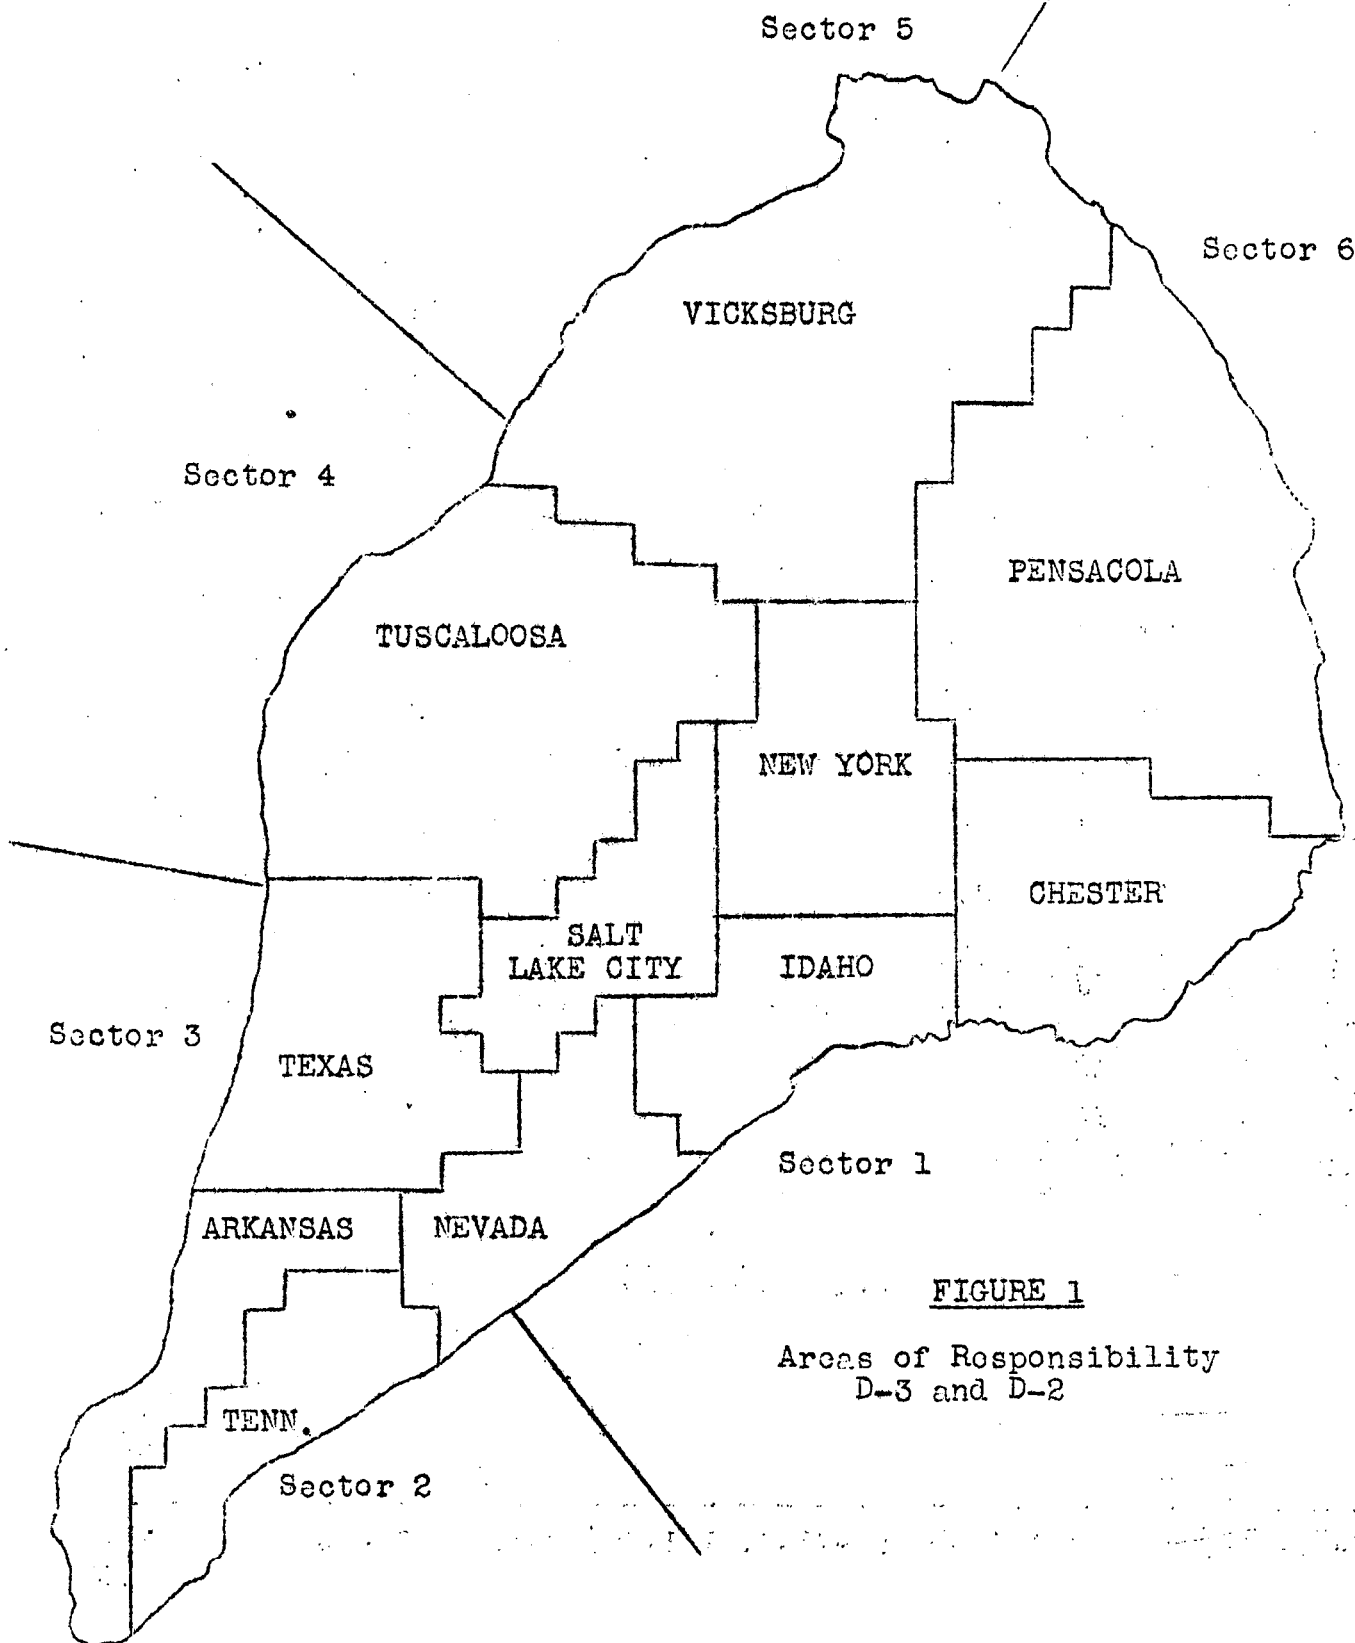 Sector 5
Sector 6
VICKSBURG
Sector 4
PENSACOLA
TUSCALOOSA
NEW YORK
CHESTER
SALT
LAKE CITY
IDAHO
Sector 3
TEXAS
Sector 1
ARKANSAS
NEVADA
FIGURE 1
Areas of Responsibility
D-3 and D-2
TENN.
Sector 2